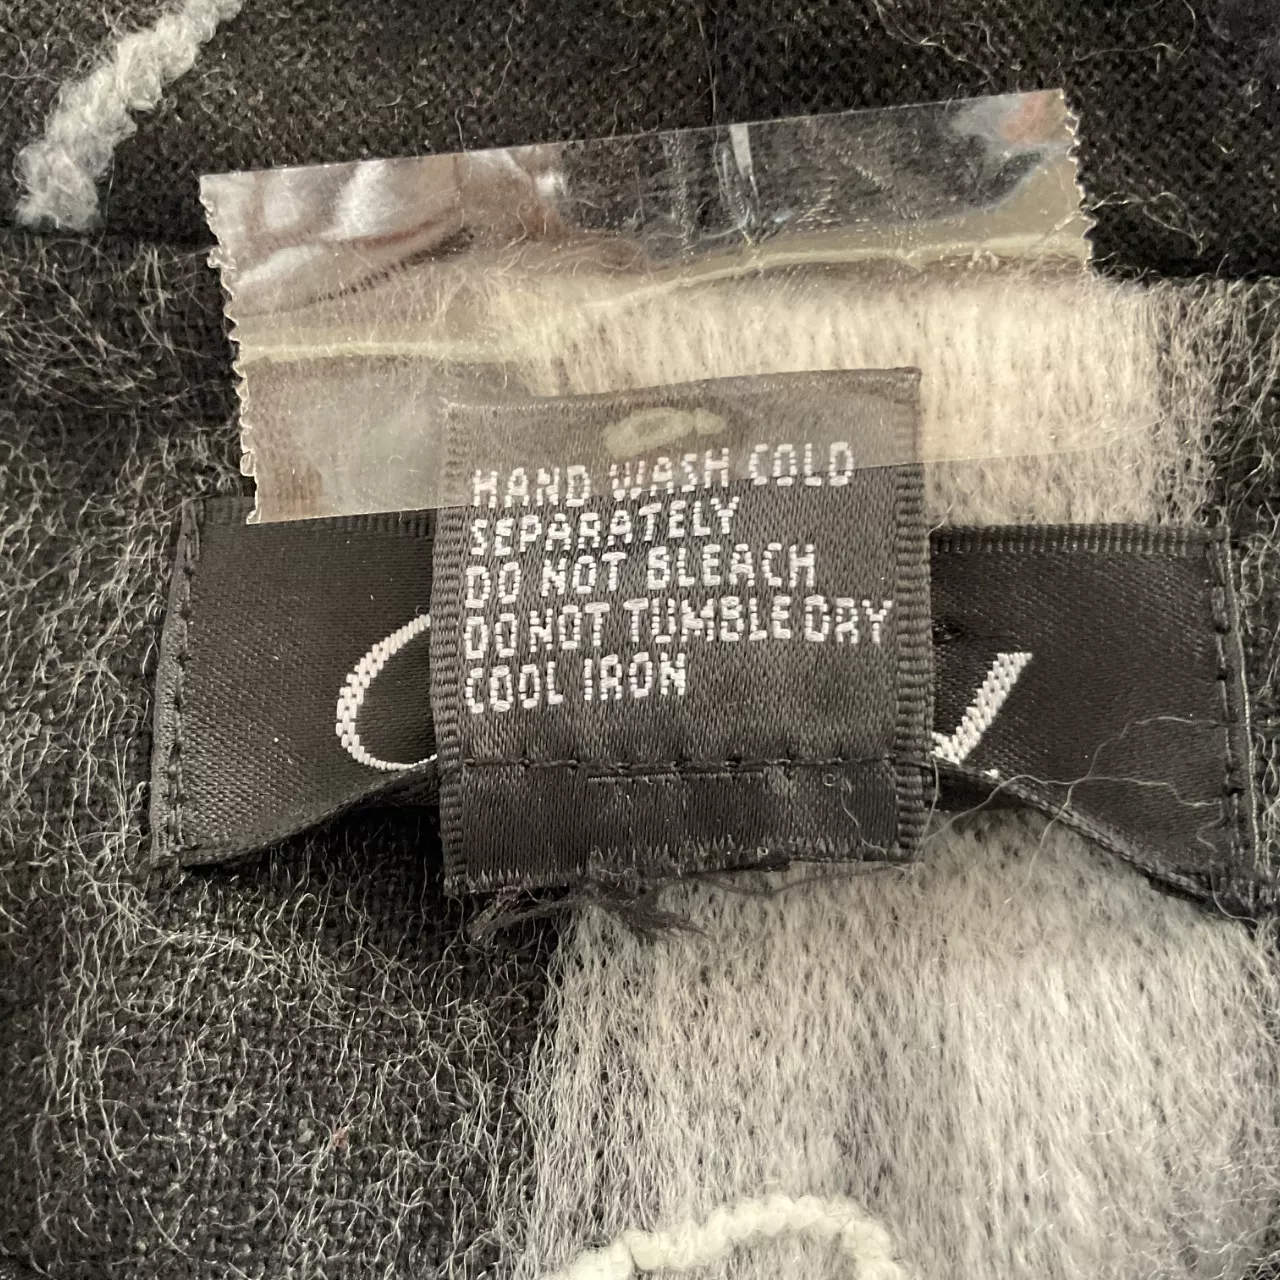 HAND WASH COLD
SEPARATELY
DO NOT BLEACH
DO NOT TUMBLE DRY
COOL IRON